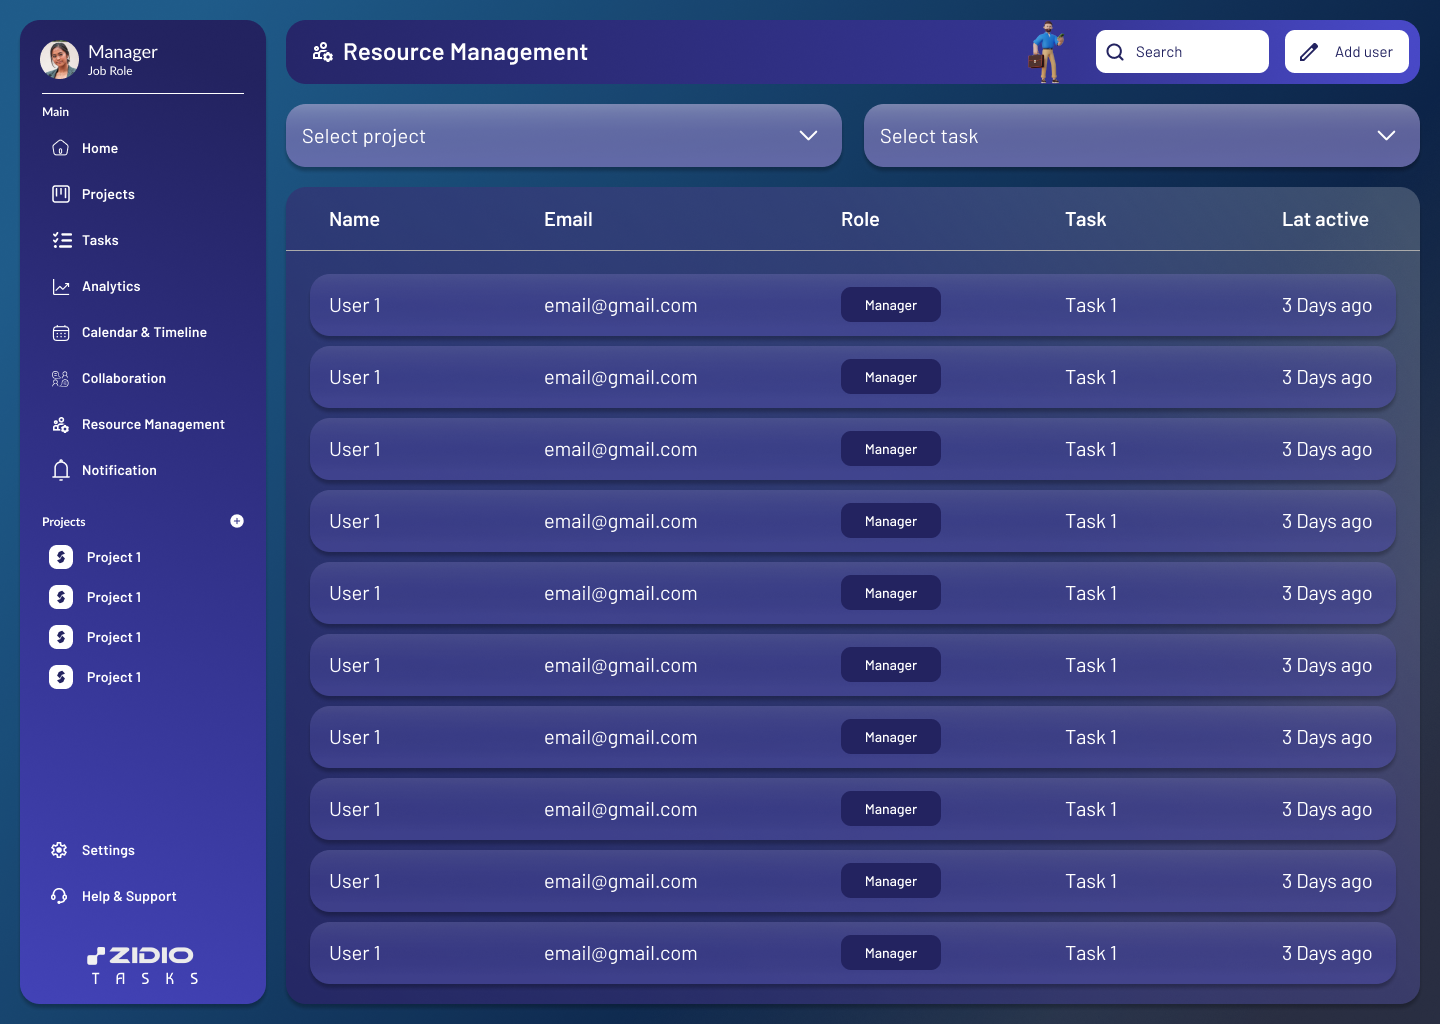 Manager
Job Role
Main
Home
Projects
Tasks
Analytics
Calendar & Timeline
Collaboration
Resource Management
Notification
Projects
Project 1
Project 1
Project 1
Project 1
Settings
Help & Support
ZIDIO
TASKS
Resource Management
Search
Add user
Select project
Select task
Name Email Role Task Lat active
User 1 email@gmail.com Manager Task 1 3 Days ago
User 1 email@gmail.com Manager Task 1 3 Days ago
User 1 email@gmail.com Manager Task 1 3 Days ago
User 1 email@gmail.com Manager Task 1 3 Days ago
User 1 email@gmail.com Manager Task 1 3 Days ago
User 1 email@gmail.com Manager Task 1 3 Days ago
User 1 email@gmail.com Manager Task 1 3 Days ago
User 1 email@gmail.com Manager Task 1 3 Days ago
User 1 email@gmail.com Manager Task 1 3 Days ago
User 1 email@gmail.com Manager Task 1 3 Days ago